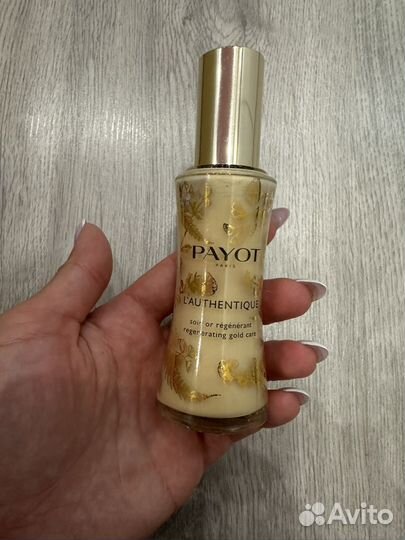 PAYOT
PARIS
L'AUTHENTIQUE
soin or régénérant
regenerating gold care
Avito